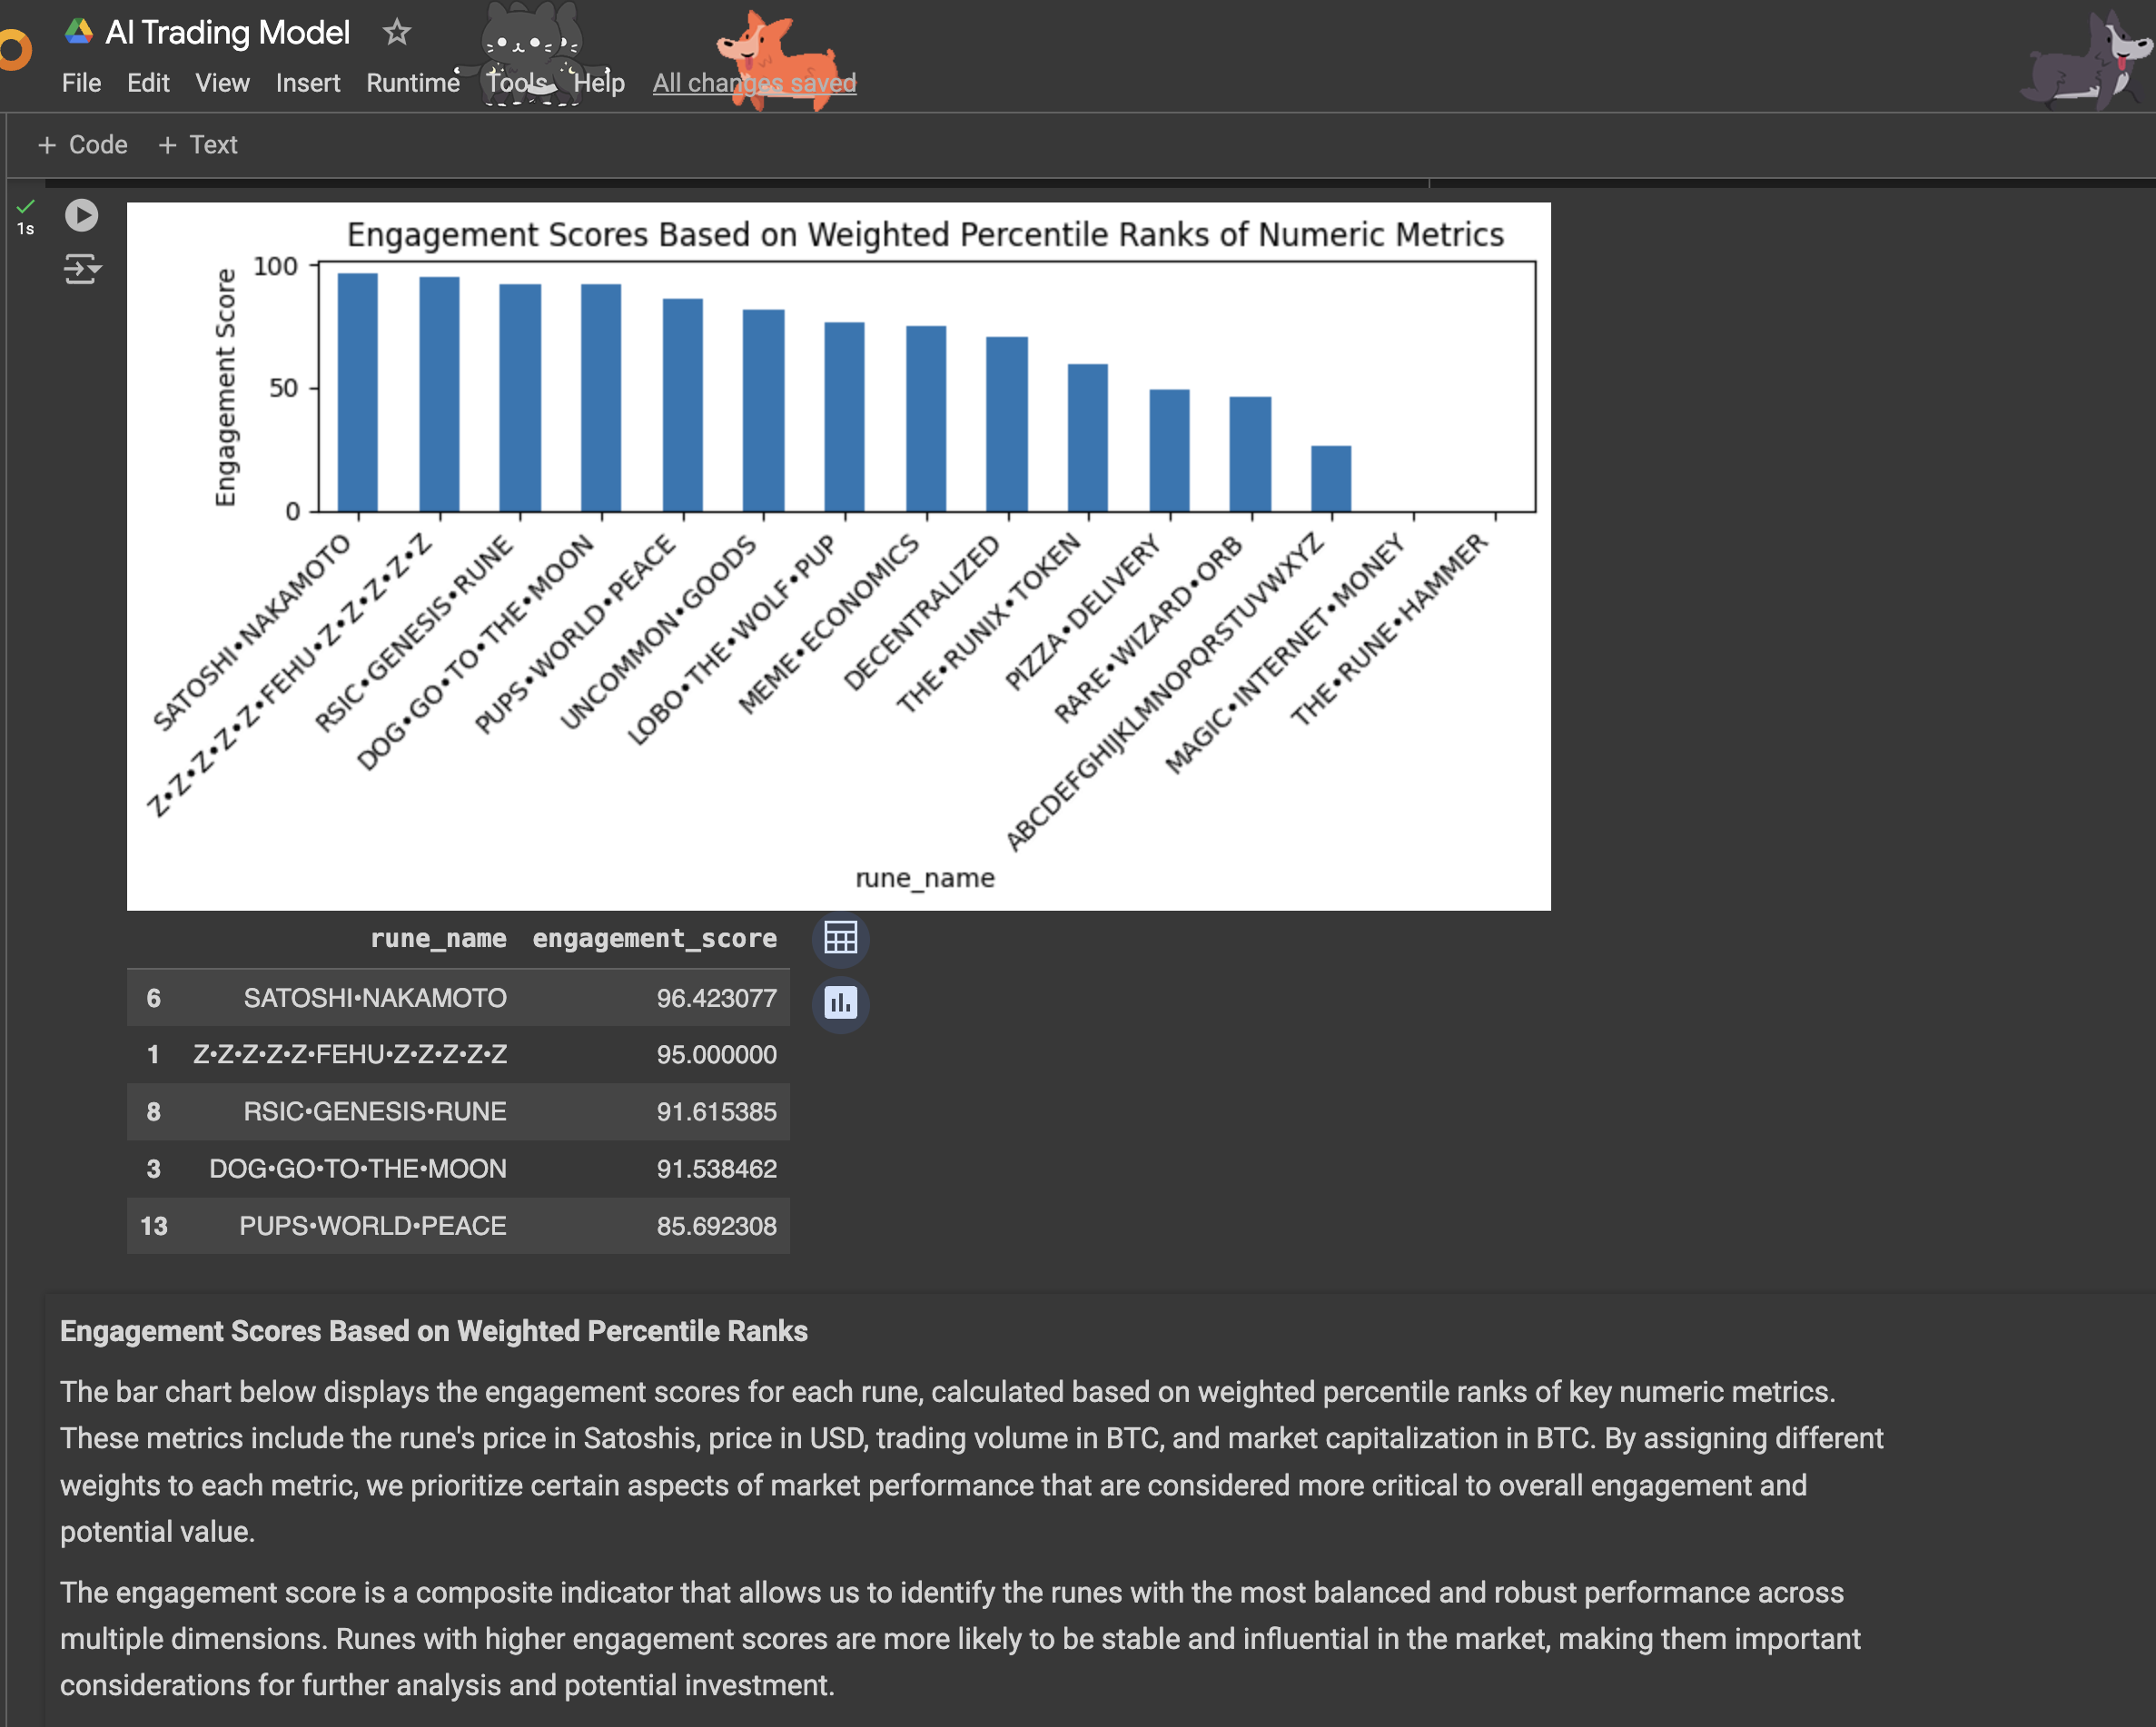 AI Trading Model
File Edit View Insert Runtime Tools Help All changes saved
+ Code + Text
1s
Engagement Scores Based on Weighted Percentile Ranks of Numeric Metrics
Engagement Score
100
50
0
SATOSHI•NAKAMOTO
Z•Z•Z•Z•Z•FEHU•Z•Z•Z•Z•Z
RSIC•GENESIS•RUNE
DOG•GO•TO•THE•MOON
PUPS•WORLD•PEACE
UNCOMMON•GOODS
LOBO•THE•WOLF•PUP
MEME•ECONOMICS
DECENTRALIZED
THE•RUNIX•TOKEN
PIZZA•DELIVERY
RARE•WIZARD•ORB
ABCDEFGHIJKLMNOPQRSTUVWXYZ
MAGIC•INTERNET•MONEY
THE•RUNE•HAMMER
rune_name
rune_name engagement_score
6 SATOSHI•NAKAMOTO 96.423077
1 Z•Z•Z•Z•Z•FEHU•Z•Z•Z•Z•Z 95.000000
8 RSIC•GENESIS•RUNE 91.615385
3 DOG•GO•TO•THE•MOON 91.538462
13 PUPS•WORLD•PEACE 85.692308
Engagement Scores Based on Weighted Percentile Ranks
The bar chart below displays the engagement scores for each rune, calculated based on weighted percentile ranks of key numeric metrics.
These metrics include the rune's price in Satoshis, price in USD, trading volume in BTC, and market capitalization in BTC. By assigning different
weights to each metric, we prioritize certain aspects of market performance that are considered more critical to overall engagement and
potential value.
The engagement score is a composite indicator that allows us to identify the runes with the most balanced and robust performance across
multiple dimensions. Runes with higher engagement scores are more likely to be stable and influential in the market, making them important
considerations for further analysis and potential investment.